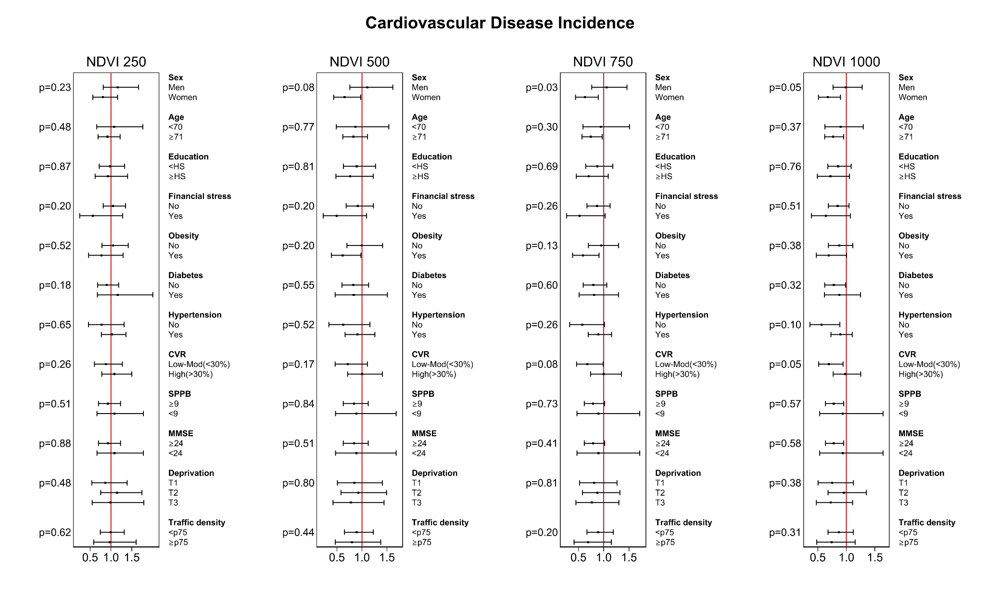 Cardiovascular Disease Incidence
NDVI 250
Sex
p=0.23 Men
Women
Age
p=0.48 <70
≥71
Education
p=0.87 <HS
≥HS
Financial stress
p=0.20 No
Yes
Obesity
p=0.52 No
Yes
Diabetes
p=0.18 No
Yes
Hypertension
p=0.65 No
Yes
CVR
p=0.26 Low-Mod(<30%)
High(>30%)
SPPB
p=0.51 ≥9
<9
MMSE
p=0.88 ≥24
<24
Deprivation
p=0.48 T1
T2
T3
Traffic density
p=0.62 <p75
≥p75
0.5 1.0 1.5
NDVI 500
Sex
p=0.08 Men
Women
Age
p=0.77 <70
≥71
Education
p=0.81 <HS
≥HS
Financial stress
p=0.20 No
Yes
Obesity
p=0.20 No
Yes
Diabetes
p=0.55 No
Yes
Hypertension
p=0.52 No
Yes
CVR
p=0.17 Low-Mod(<30%)
High(>30%)
SPPB
p=0.84 ≥9
<9
MMSE
p=0.51 ≥24
<24
Deprivation
p=0.80 T1
T2
T3
Traffic density
p=0.44 <p75
≥p75
0.5 1.0 1.5
NDVI 750
Sex
p=0.03 Men
Women
Age
p=0.30 <70
≥71
Education
p=0.69 <HS
≥HS
Financial stress
p=0.26 No
Yes
Obesity
p=0.13 No
Yes
Diabetes
p=0.60 No
Yes
Hypertension
p=0.26 No
Yes
CVR
p=0.08 Low-Mod(<30%)
High(>30%)
SPPB
p=0.73 ≥9
<9
MMSE
p=0.41 ≥24
<24
Deprivation
p=0.81 T1
T2
T3
Traffic density
p=0.20 <p75
≥p75
0.5 1.0 1.5
NDVI 1000
Sex
p=0.05 Men
Women
Age
p=0.37 <70
≥71
Education
p=0.76 <HS
≥HS
Financial stress
p=0.51 No
Yes
Obesity
p=0.38 No
Yes
Diabetes
p=0.32 No
Yes
Hypertension
p=0.10 No
Yes
CVR
p=0.05 Low-Mod(<30%)
High(>30%)
SPPB
p=0.57 ≥9
<9
MMSE
p=0.58 ≥24
<24
Deprivation
p=0.38 T1
T2
T3
Traffic density
p=0.31 <p75
≥p75
0.5 1.0 1.5